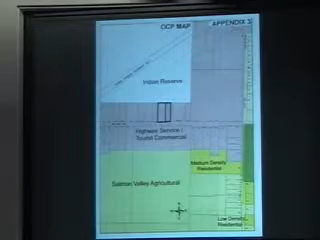 OCP MAP
APPENDIX 3
Indian Reserve
Highway Service /
Tourist Commercial
Medium Density
Residential
Salmon Valley Agricultural
Low Density
Residential